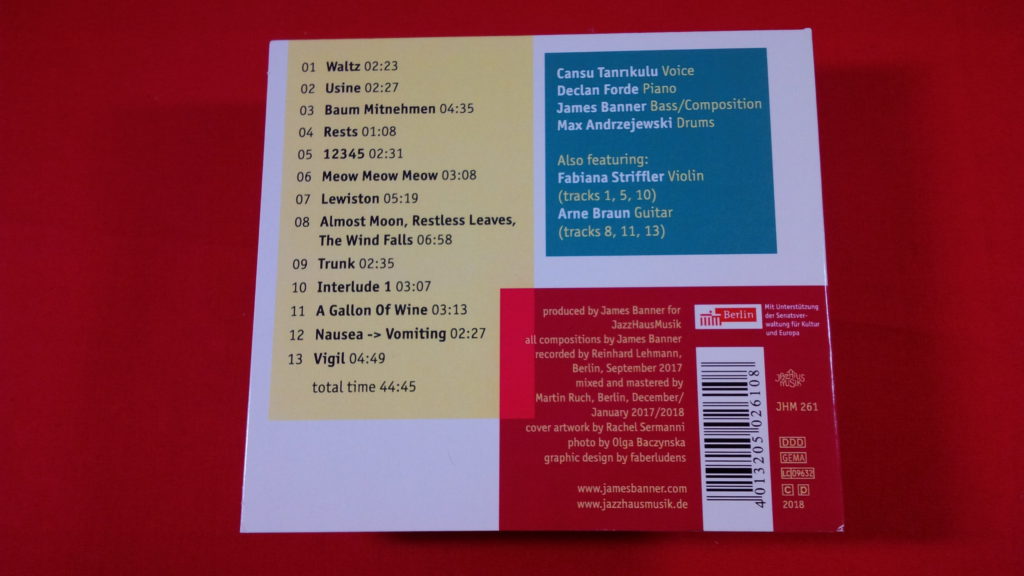 01 Waltz 02:23
02 Usine 02:27
03 Baum Mitnehmen 04:35
04 Rests 01:08
05 12345 02:31
06 Meow Meow Meow 03:08
07 Lewiston 05:19
08 Almost Moon, Restless Leaves,
The Wind Falls 06:58
09 Trunk 02:35
10 Interlude 1 03:07
11 A Gallon Of Wine 03:13
12 Nausea -> Vomiting 02:27
13 Vigil 04:49
total time 44:45
Cansu Tanrıkulu Voice
Declan Forde Piano
James Banner Bass/Composition
Max Andrzejewski Drums
Also featuring:
Fabiana Striffler Violin
(tracks 1, 5, 10)
Arne Braun Guitar
(tracks 8, 11, 13)
produced by James Banner for
JazzHausMusik
all compositions by James Banner
recorded by Reinhard Lehmann,
Berlin, September 2017
mixed and mastered by
Martin Ruch, Berlin, December/
January 2017/2018
cover artwork by Rachel Sermanni
photo by Olga Baczynska
graphic design by faberludens
www.jamesbanner.com
www.jazzhausmusik.de
Berlin
Mit Unterstützung
der Senatsver-
waltung für Kultur
und Europa
4013205026108
JAZZHAUS
MUSIK
JHM 261
DDD
GEMA
LC 09632
C P
2018